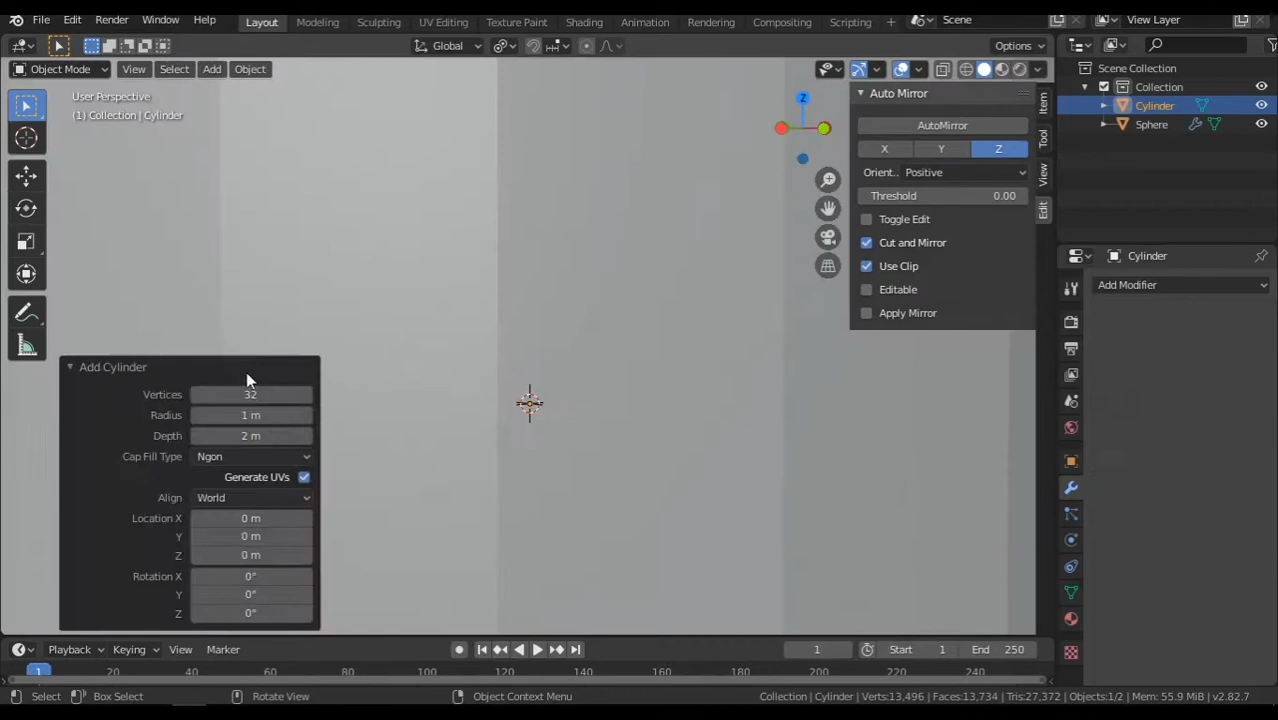 File Edit Render Window Help Layout Modeling Sculpting UV Editing Texture Paint Shading Animation Rendering Compositing Scripting + Scene View Layer
Global Options
Object Mode View Select Add Object
User Perspective
(1) Collection | Cylinder
Z
Auto Mirror
AutoMirror
X Y Z
Orient.. Positive
Threshold 0.00
Toggle Edit
Cut and Mirror
Use Clip
Editable
Apply Mirror
Item
Tool
View
Edit
Scene Collection
Collection
Cylinder
Sphere
Cylinder
Add Modifier
Add Cylinder
Vertices 32
Radius 1 m
Depth 2 m
Cap Fill Type Ngon
Generate UVs
Align World
Location X 0 m
Y 0 m
Z 0 m
Rotation X 0°
Y 0°
Z 0°
Playback Keying View Marker 1 Start 1 End 250
1 20 40 60 80 100 120 140 160 180 200 220 240
Select Box Select Rotate View Object Context Menu Collection | Cylinder | Verts:13,496 | Faces:13,734 | Tris:27,372 | Objects:1/2 | Mem: 55.9 MiB | v2.82.7